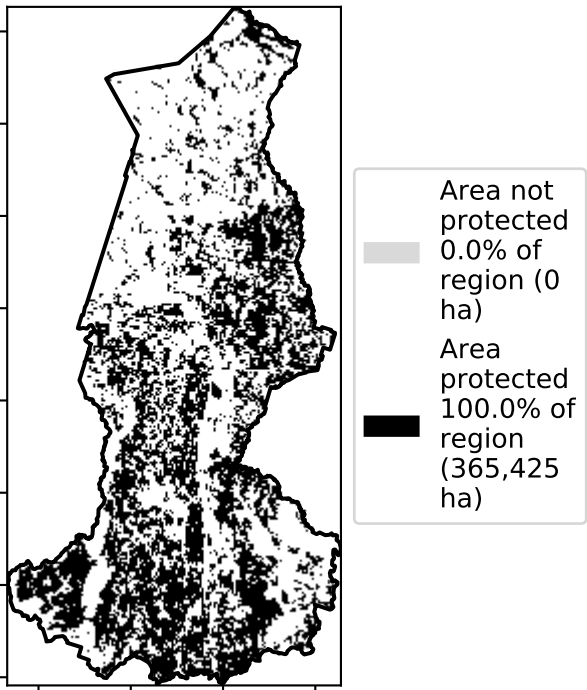 Area not
protected
0.0% of
region (0
ha)
Area
protected
100.0% of
region
(365,425
ha)